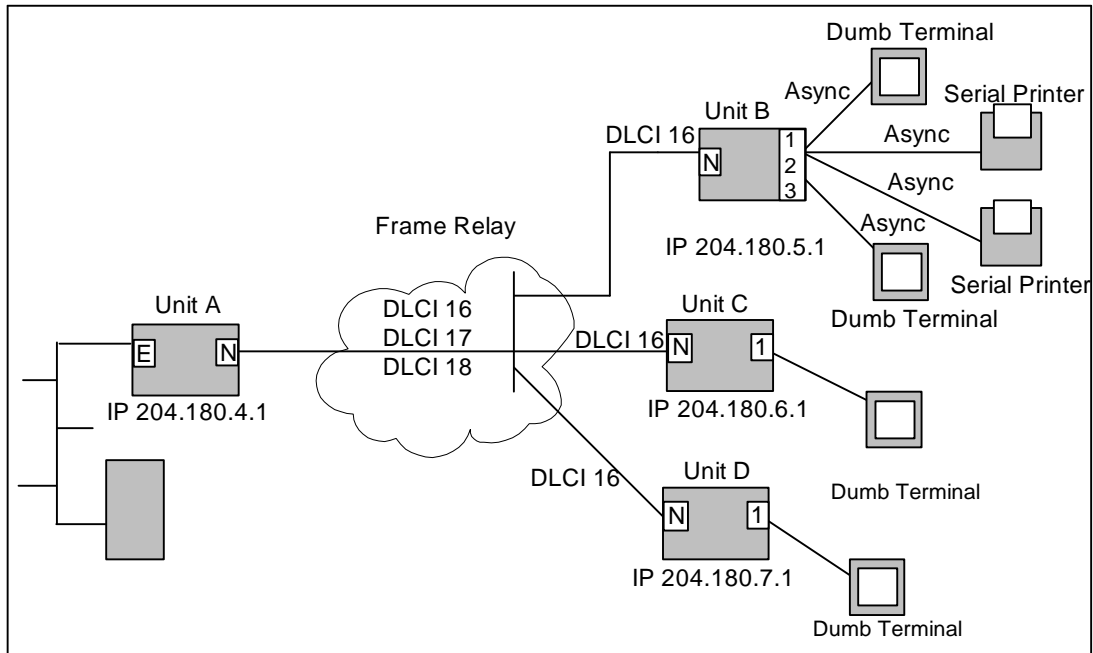 Dumb Terminal
Async
Serial Printer
Unit B
DLCI 16
1
Async
N
2
3
Async
Async
Frame Relay
IP 204.180.5.1
Serial Printer
Unit A
DLCI 16
Unit C
Dumb Terminal
DLCI 17
DLCI 16
E
N
N
1
DLCI 18
IP 204.180.4.1
IP 204.180.6.1
Unit D
DLCI 16
Dumb Terminal
N
1
IP 204.180.7.1
Dumb Terminal